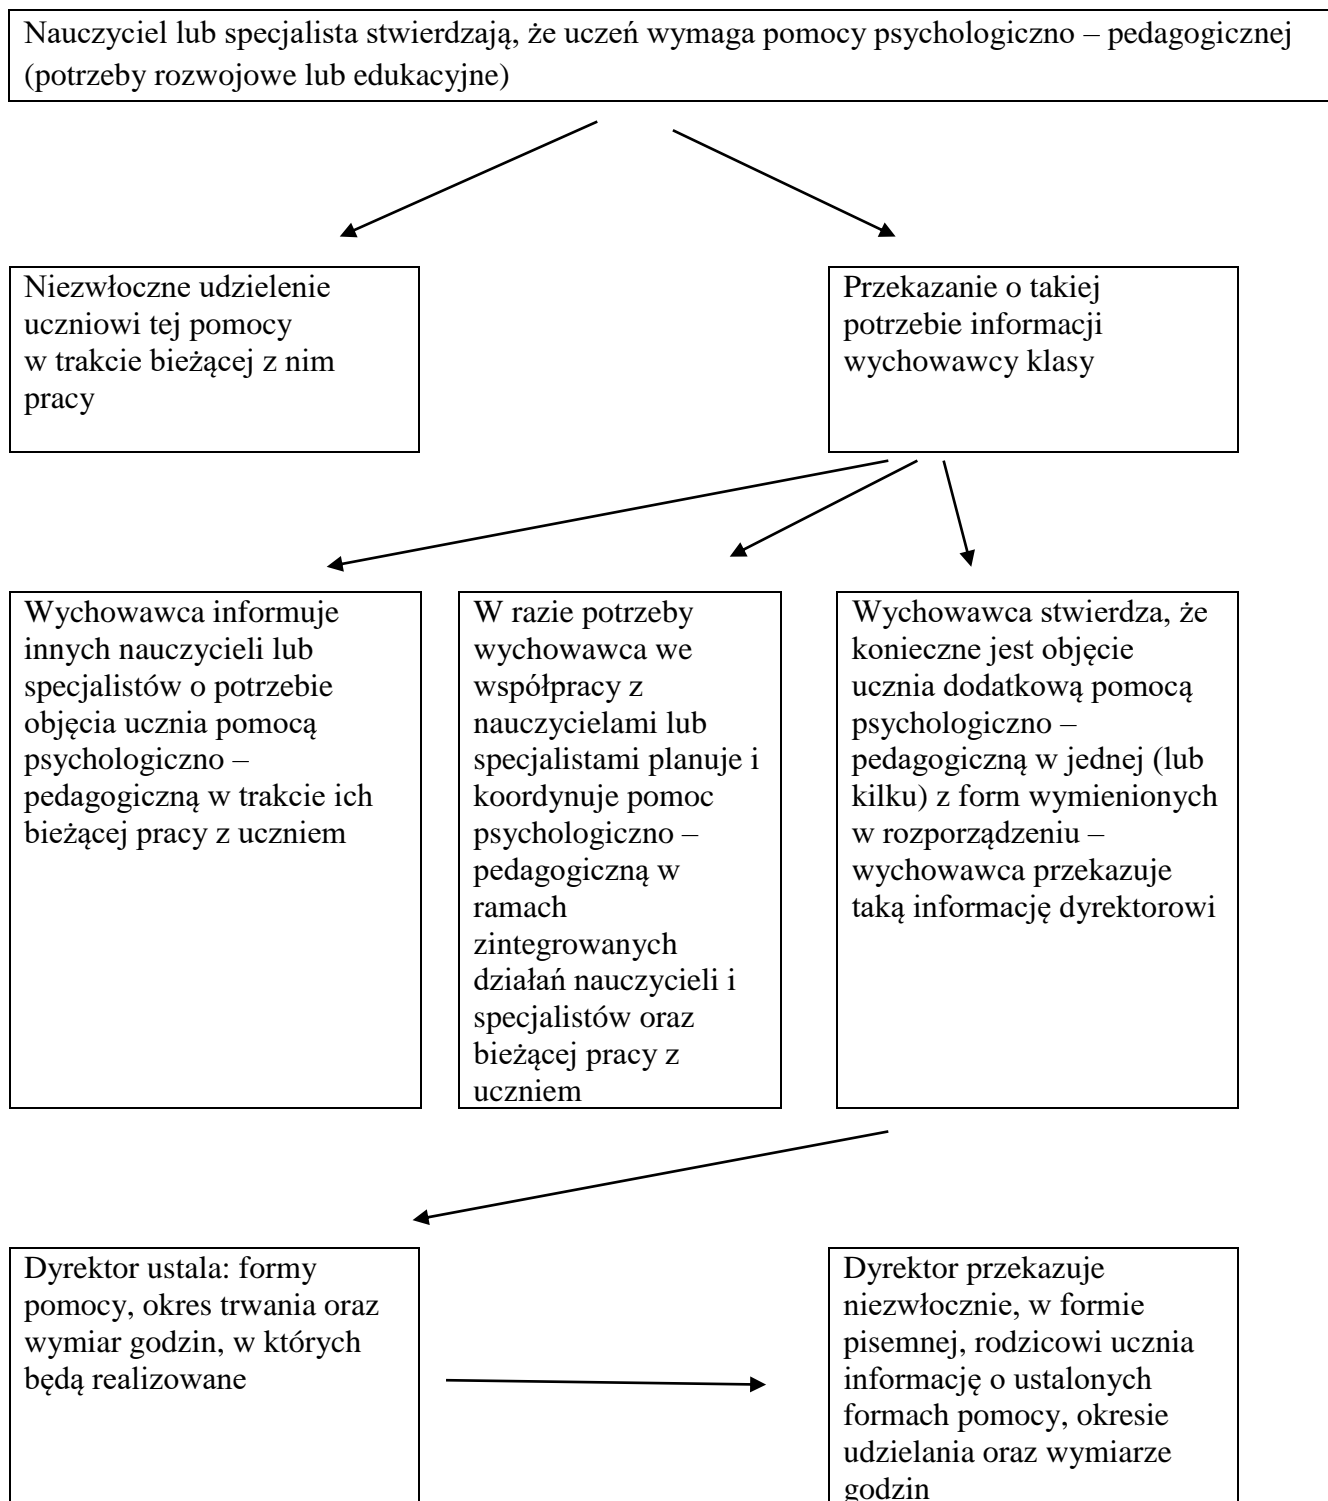 Nauczyciel lub specjalista stwierdzają, że uczeń wymaga pomocy psychologiczno – pedagogicznej
(potrzeby rozwojowe lub edukacyjne)
Niezwłoczne udzielenie
uczniowi tej pomocy
w trakcie bieżącej z nim
pracy
Przekazanie o takiej
potrzebie informacji
wychowawcy klasy
Wychowawca informuje
innych nauczycieli lub
specjalistów o potrzebie
objęcia ucznia pomocą
psychologiczno –
pedagogiczną w trakcie ich
bieżącej pracy z uczniem
W razie potrzeby
wychowawca we
współpracy z
nauczycielami lub
specjalistami planuje i
koordynuje pomoc
psychologiczno –
pedagogiczną w
ramach
zintegrowanych
działań nauczycieli i
specjalistów oraz
bieżącej pracy z
uczniem
Wychowawca stwierdza, że
konieczne jest objęcie
ucznia dodatkową pomocą
psychologiczno –
pedagogiczną w jednej (lub
kilku) z form wymienionych
w rozporządzeniu –
wychowawca przekazuje
taką informację dyrektorowi
Dyrektor ustala: formy
pomocy, okres trwania oraz
wymiar godzin, w których
będą realizowane
Dyrektor przekazuje
niezwłocznie, w formie
pisemnej, rodzicowi ucznia
informację o ustalonych
formach pomocy, okresie
udzielania oraz wymiarze
godzin